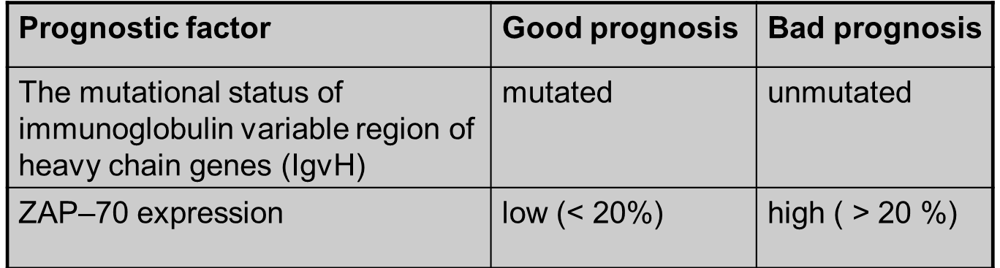 Prognostic factor Good prognosis Bad prognosis
The mutational status of mutated unmutated
immunoglobulin variable region of
heavy chain genes (IgvH)
ZAP–70 expression low (< 20%) high ( > 20 %)